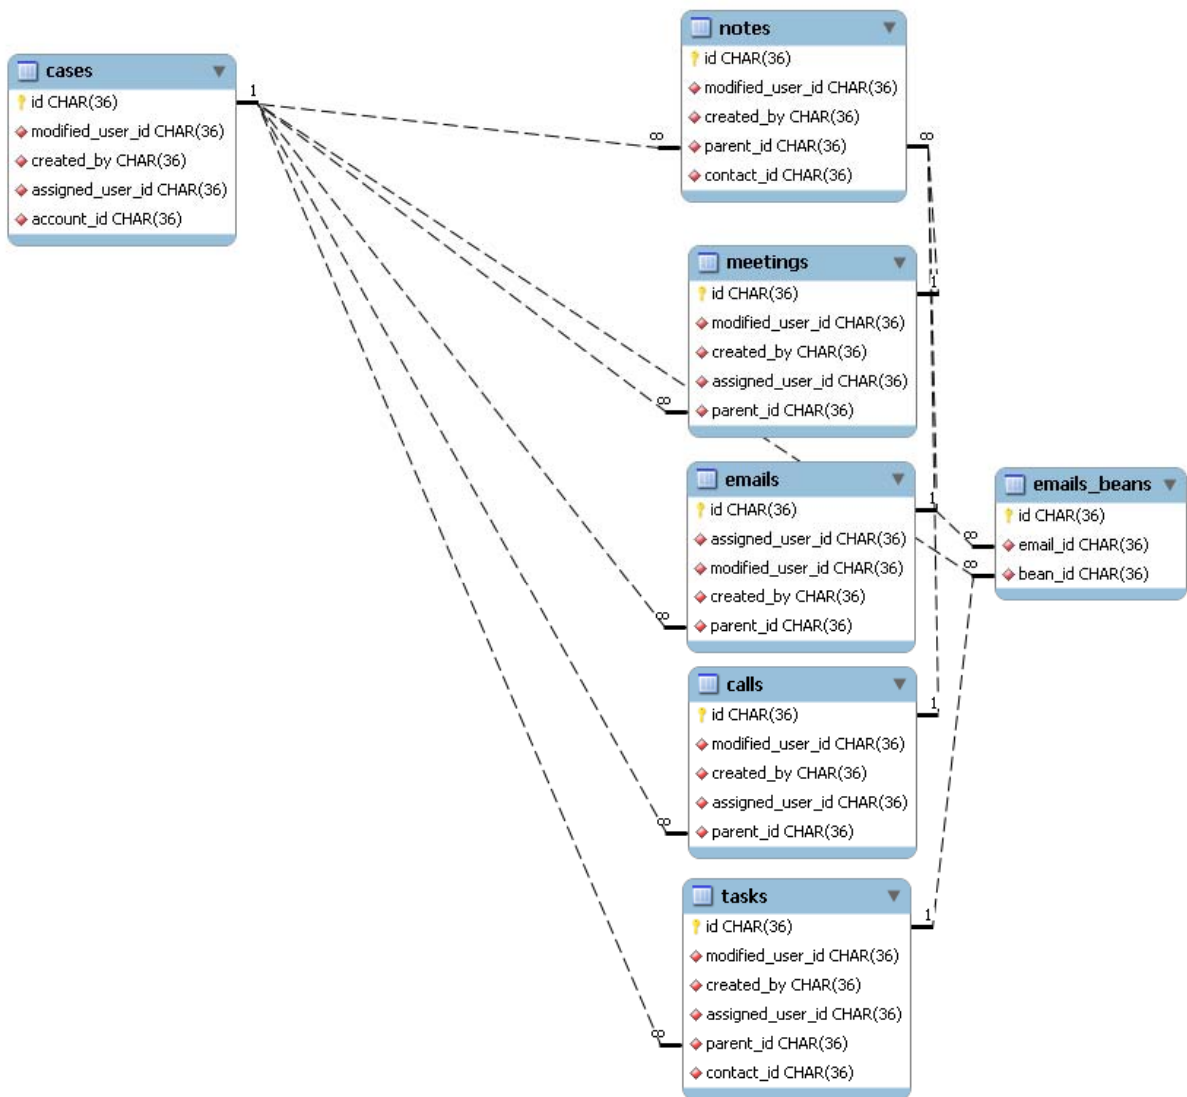 cases
id CHAR(36)
modified_user_id CHAR(36)
created_by CHAR(36)
assigned_user_id CHAR(36)
account_id CHAR(36)
1
notes
id CHAR(36)
modified_user_id CHAR(36)
created_by CHAR(36)
parent_id CHAR(36)
contact_id CHAR(36)
∞
∞
meetings
id CHAR(36)
modified_user_id CHAR(36)
created_by CHAR(36)
assigned_user_id CHAR(36)
parent_id CHAR(36)
1
∞
emails
id CHAR(36)
assigned_user_id CHAR(36)
modified_user_id CHAR(36)
created_by CHAR(36)
parent_id CHAR(36)
1
∞
emails_beans
id CHAR(36)
email_id CHAR(36)
bean_id CHAR(36)
∞
∞
calls
id CHAR(36)
modified_user_id CHAR(36)
created_by CHAR(36)
assigned_user_id CHAR(36)
parent_id CHAR(36)
1
∞
tasks
id CHAR(36)
modified_user_id CHAR(36)
created_by CHAR(36)
assigned_user_id CHAR(36)
parent_id CHAR(36)
contact_id CHAR(36)
1
∞